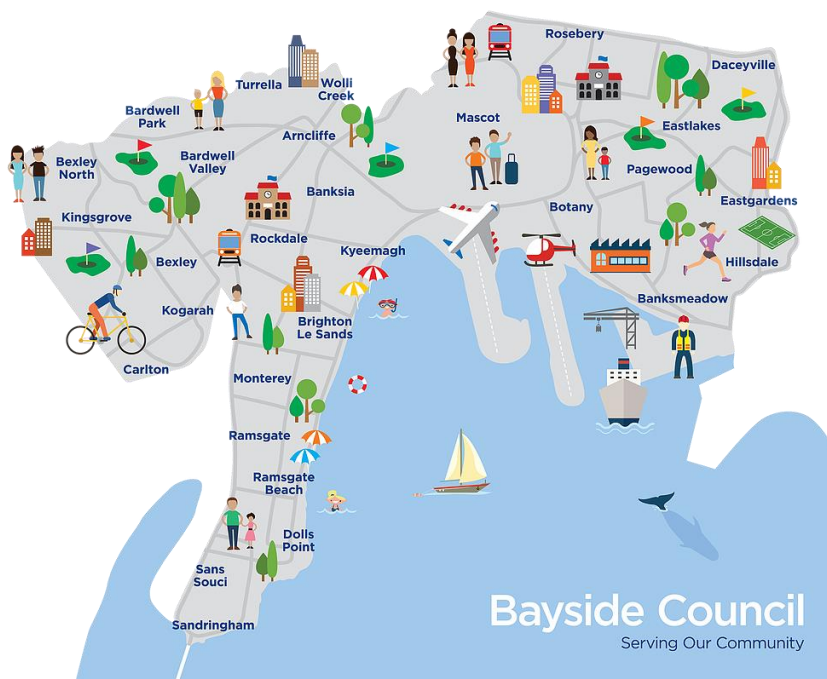 Rosebery
Daceyville
Turrella
Wolli
Creek
Bardwell
Park
Mascot
Eastlakes
Arncliffe
Bexley
North
Bardwell
Valley
Pagewood
Banksia
Eastgardens
Botany
Kingsgrove
Rockdale
Kyeemagh
Bexley
Hillsdale
Banksmeadow
Kogarah
Brighton
Le Sands
Carlton
Monterey
Ramsgate
Ramsgate
Beach
Dolls
Point
Sans
Souci
Sandringham
Bayside Council
Serving Our Community